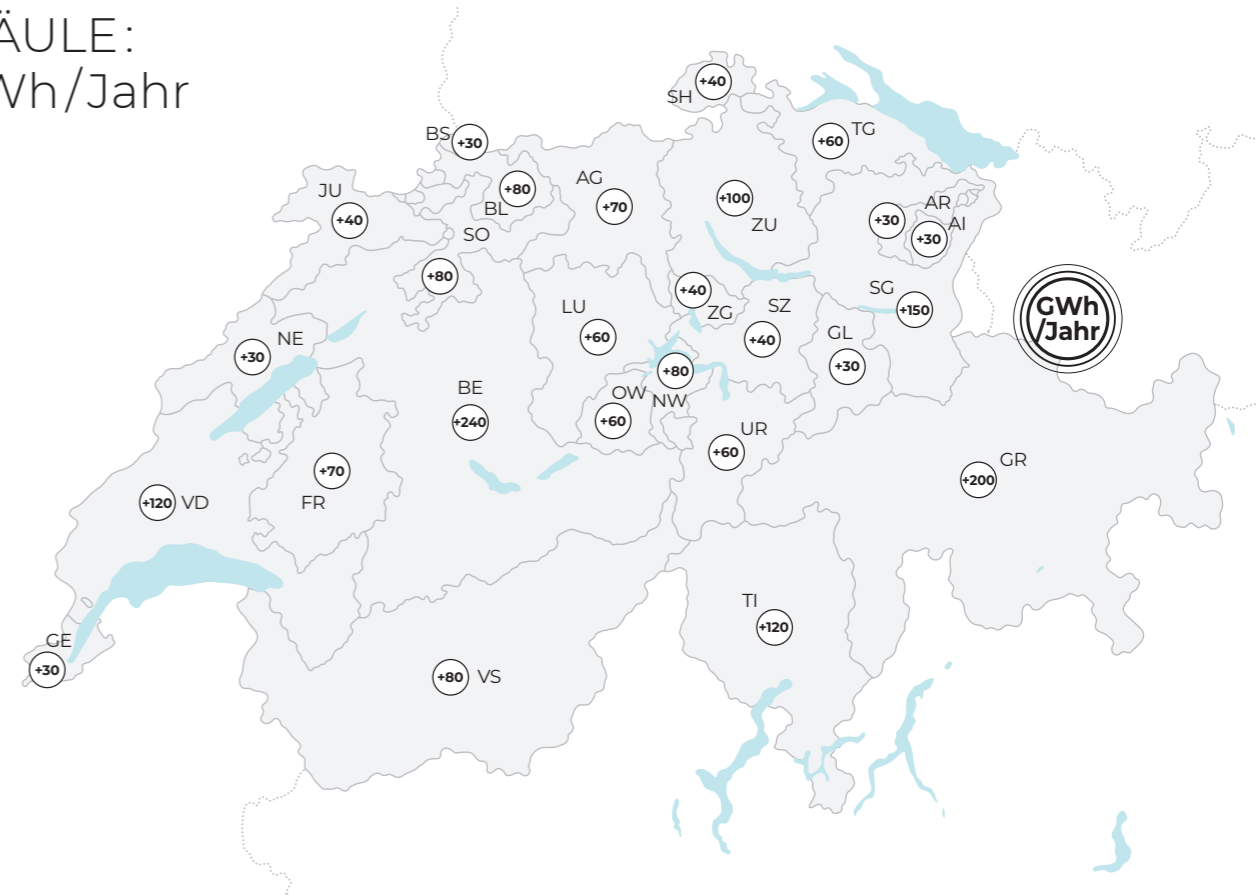 ÄULE:
Wh/Jahr
+40
SH
BS
+30
+60
TG
JU
+40
BL
+80
AG
+70
+100
ZU
AR
+30
AI
+30
SO
+80
+40
ZG
SZ
+40
SG
+150
GWh
/Jahr
LU
+60
GL
+30
NE
+30
+80
NW
OW
+60
BE
+240
UR
+60
GR
+200
+70
FR
+120 VD
TI
+120
GE
+30
+80 VS